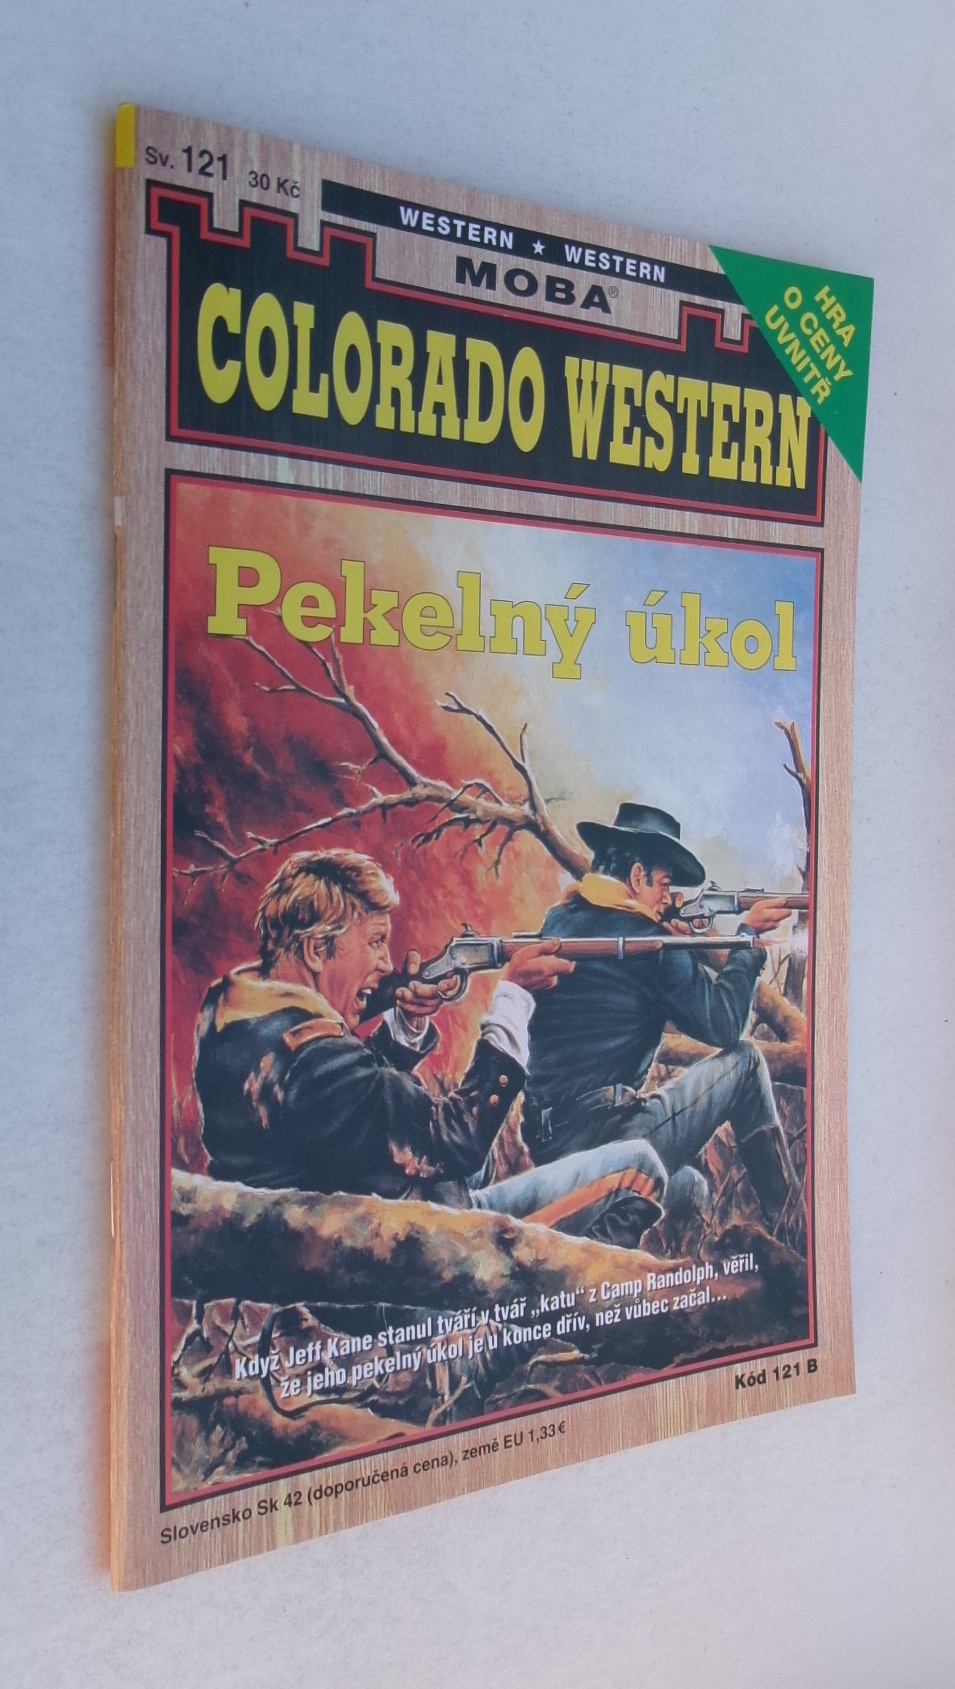 Sv. 121 30 Kč
WESTERN ★ WESTERN
MOBA®
HRA
O CENY
UVNITŘ
COLORADO WESTERN
Pekelný úkol
Když Jeff Kane stanul tváří v tvář „katu“ z Camp Randolph, věřil,
že jeho pekelný úkol je u konce dřív, než vůbec začal...
Kód 121 B
Slovensko Sk 42 (doporučená cena), země EU 1,33 €